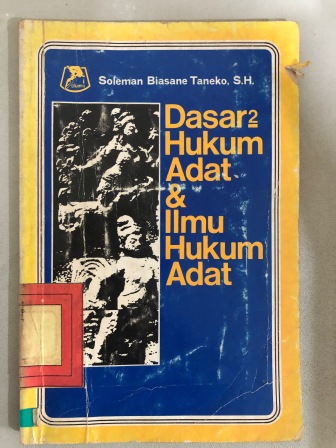 Soleman Biasane Taneko, S.H.
Dasar2
Hukum
Adat
&
Ilmu
Hukum
Adat